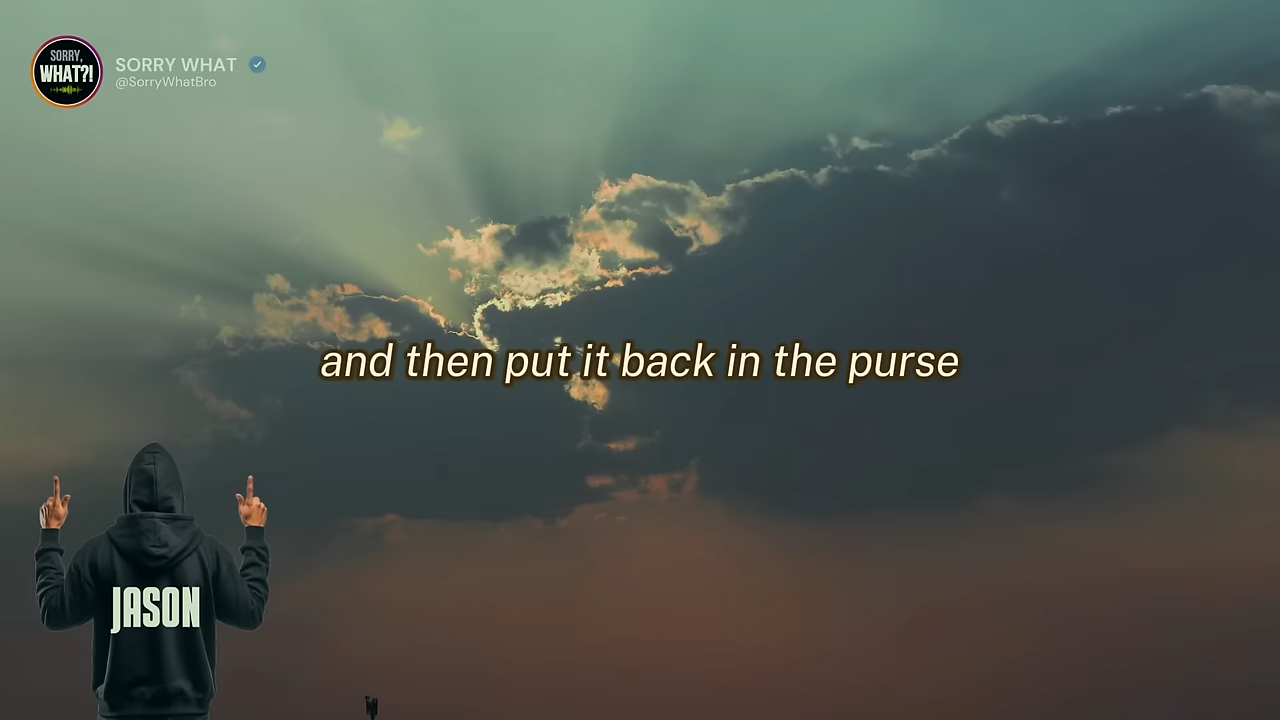 SORRY,
WHAT?!
SORRY WHAT
@SorryWhatBro
and then put it back in the purse
JASON